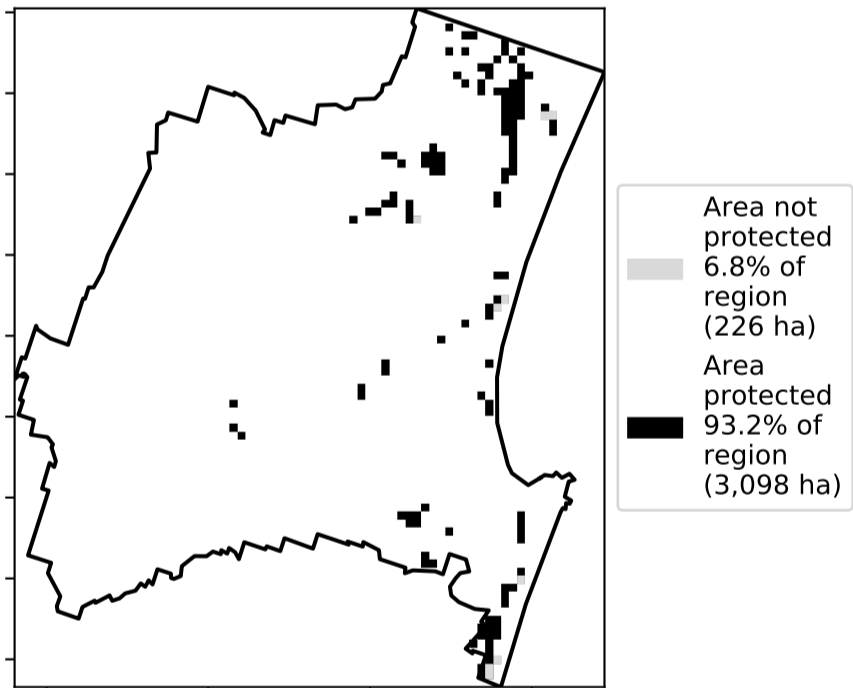 Area not
protected
6.8% of
region
(226 ha)
Area
protected
93.2% of
region
(3,098 ha)